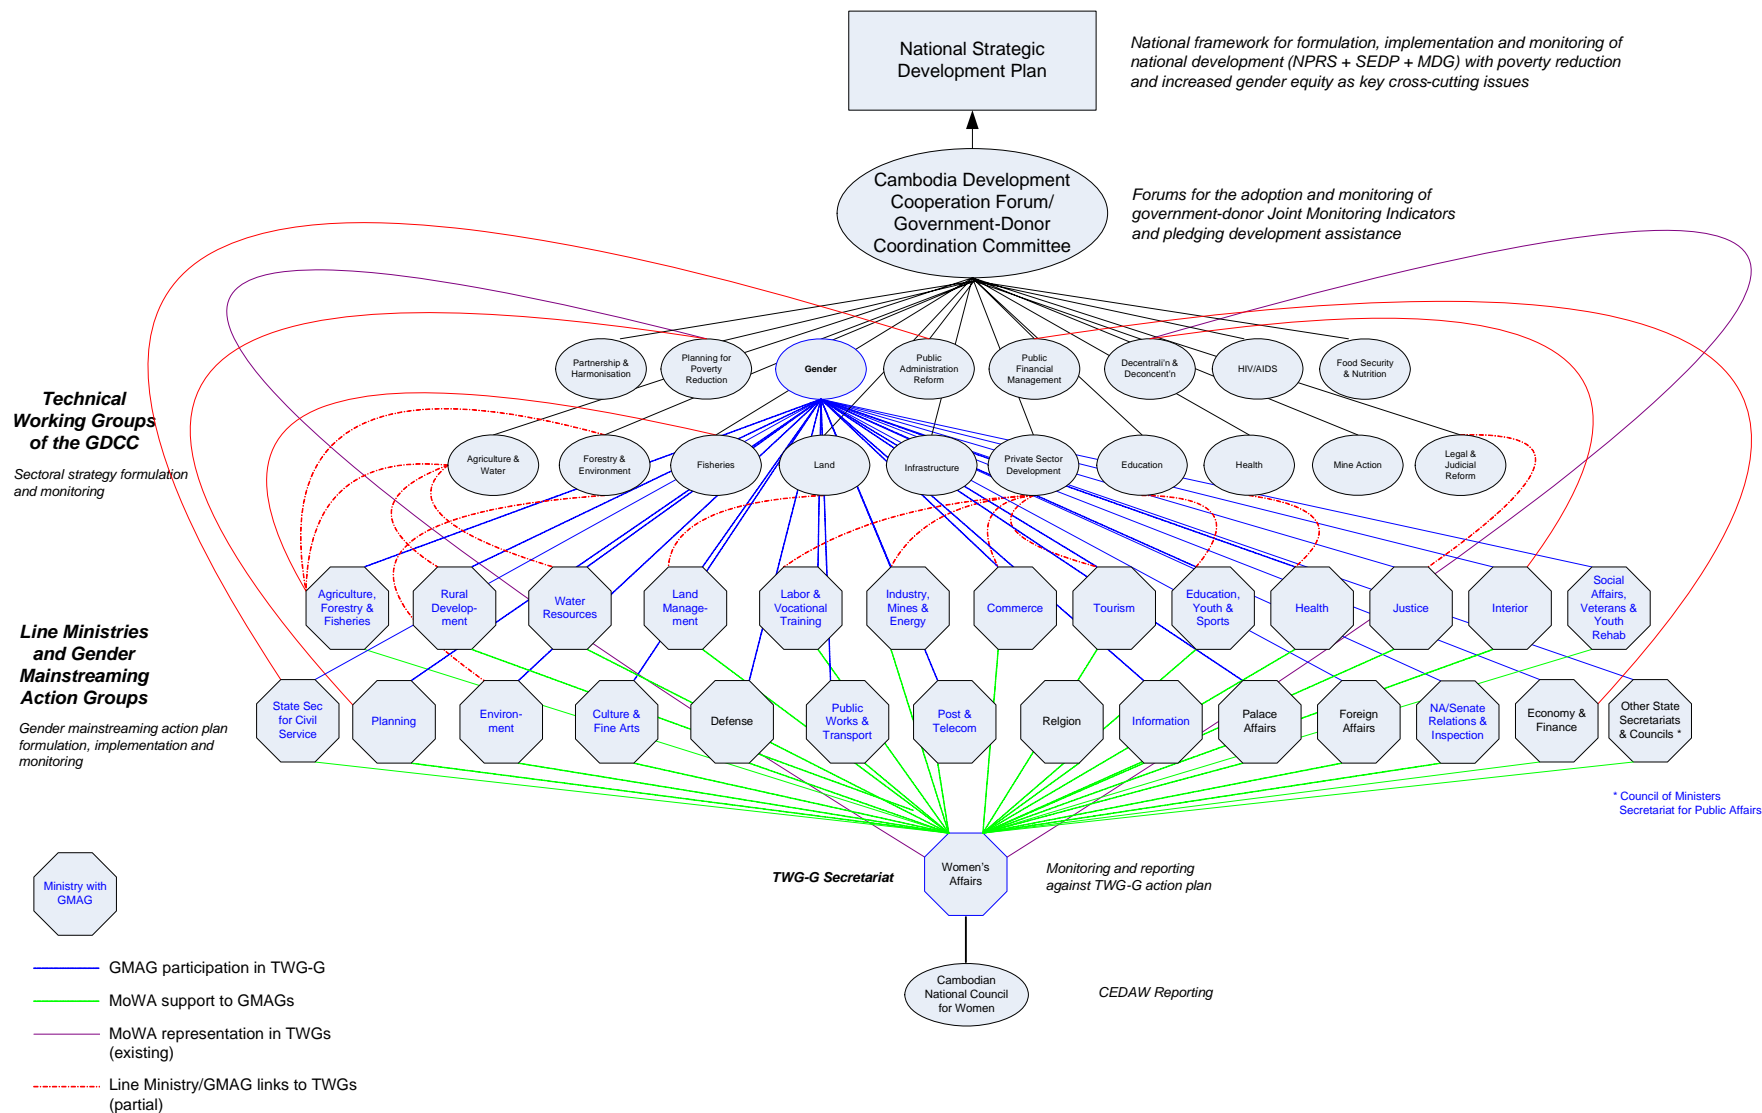 National Strategic
Development Plan
National framework for formulation, implementation and monitoring of
national development (NPRS + SEDP + MDG) with poverty reduction
and increased gender equity as key cross-cutting issues
Cambodia Development
Cooperation Forum/
Government-Donor
Coordination Committee
Forums for the adoption and monitoring of
government-donor Joint Monitoring Indicators
and pledging development assistance
Partnership &
Harmonisation
Planning for
Poverty
Reduction
Gender
Public
Administration
Reform
Public
Financial
Management
Decentrali'n &
Deconcent'n
HIV/AIDS
Food Security
& Nutrition
Technical
Working Groups
of the GDCC
Sectoral strategy formulation
and monitoring
Agriculture &
Water
Forestry &
Environment
Fisheries
Land
Infrastructure
Private Sector
Development
Education
Health
Mine Action
Legal &
Judicial
Reform
Line Ministries
and Gender
Mainstreaming
Action Groups
Gender mainstreaming action plan
formulation, implementation and
monitoring
Agriculture,
Forestry &
Fisheries
Rural
Develop-
ment
Water
Resources
Land
Manage-
ment
Labor &
Vocational
Training
Industry,
Mines &
Energy
Commerce
Tourism
Education,
Youth &
Sports
Health
Justice
Interior
Social
Affairs,
Veterans &
Youth
Rehab
State Sec
for Civil
Service
Planning
Environ-
ment
Culture &
Fine Arts
Defense
Public
Works &
Transport
Post &
Telecom
Relgion
Information
Palace
Affairs
Foreign
Affairs
NA/Senate
Relations &
Inspection
Economy &
Finance
Other State
Secretariats
& Councils *
* Council of Ministers
Secretariat for Public Affairs
TWG-G Secretariat
Women's
Affairs
Monitoring and reporting
against TWG-G action plan
Cambodian
National Council
for Women
CEDAW Reporting
Ministry with
GMAG
GMAG participation in TWG-G
MoWA support to GMAGs
MoWA representation in TWGs
(existing)
Line Ministry/GMAG links to TWGs
(partial)